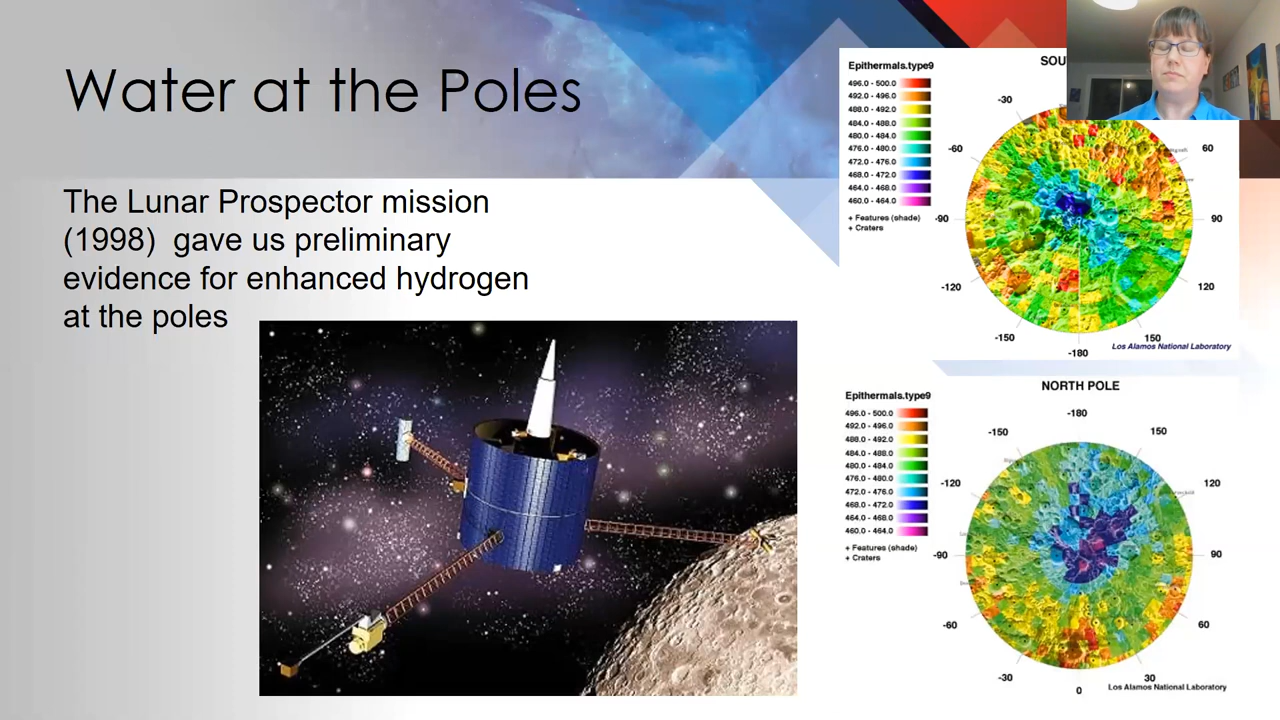 Water at the Poles
The Lunar Prospector mission
(1998)  gave us preliminary
evidence for enhanced hydrogen
at the poles
Epithermals.type9
496.0 - 500.0
492.0 - 496.0
488.0 - 492.0
484.0 - 488.0
480.0 - 484.0
476.0 - 480.0
472.0 - 476.0
468.0 - 472.0
464.0 - 468.0
460.0 - 464.0
+ Features (shade)
+ Craters
SOU
-30
-60
60
-90
90
-120
120
-150
150
-180
Los Alamos National Laboratory
Epithermals.type9
496.0 - 500.0
492.0 - 496.0
488.0 - 492.0
484.0 - 488.0
480.0 - 484.0
476.0 - 480.0
472.0 - 476.0
468.0 - 472.0
464.0 - 468.0
460.0 - 464.0
+ Features (shade)
+ Craters
NORTH POLE
-180
-150
150
-120
120
-90
90
-60
60
-30
30
0
Los Alamos National Laboratory